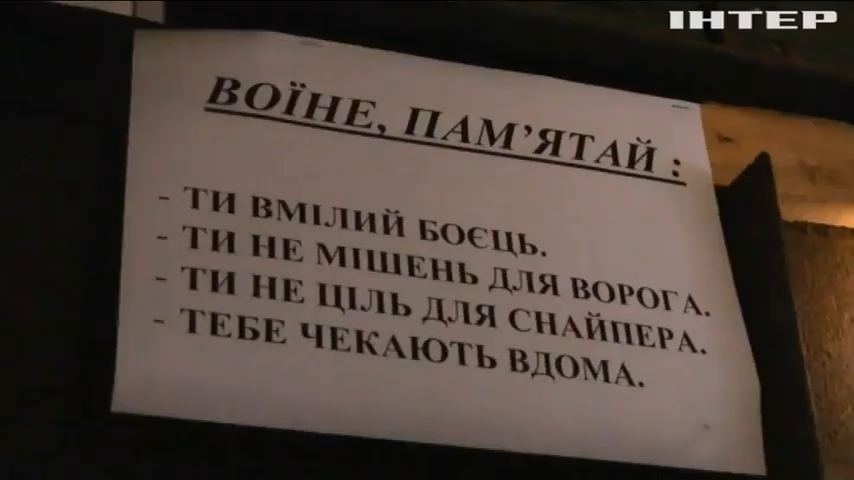 ІНТЕР
ВОЇНЕ, ПАМ’ЯТАЙ :
- ТИ ВМІЛИЙ БОЄЦЬ.
- ТИ НЕ МІШЕНЬ ДЛЯ ВОРОГА.
- ТИ НЕ ЦІЛЬ ДЛЯ СНАЙПЕРА.
- ТЕБЕ ЧЕКАЮТЬ ВДОМА.